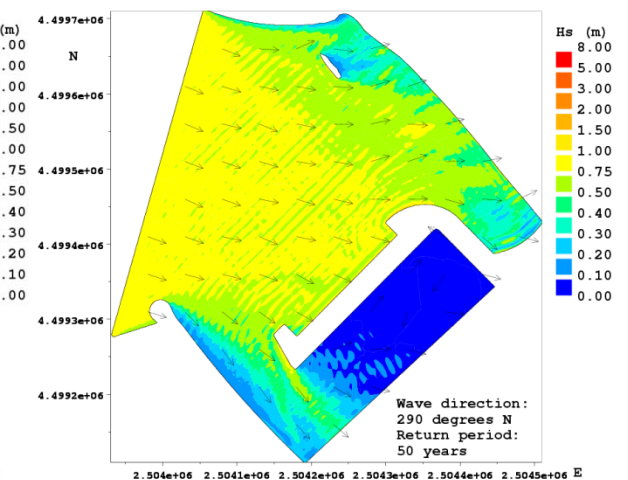 (m)
.00
.00
.00
.00
.50
.00
.75
.50
.40
.30
.20
.10
.00
4.4997e+06
N
4.4996e+06
4.4995e+06
4.4994e+06
4.4993e+06
4.4992e+06
2.504e+06 2.5041e+06 2.5042e+06 2.5043e+06 2.5044e+06 2.5045e+06 E
Wave direction:
290 degrees N
Return period:
50 years
Hs (m)
8.00
5.00
3.00
2.00
1.50
1.00
0.75
0.50
0.40
0.30
0.20
0.10
0.00